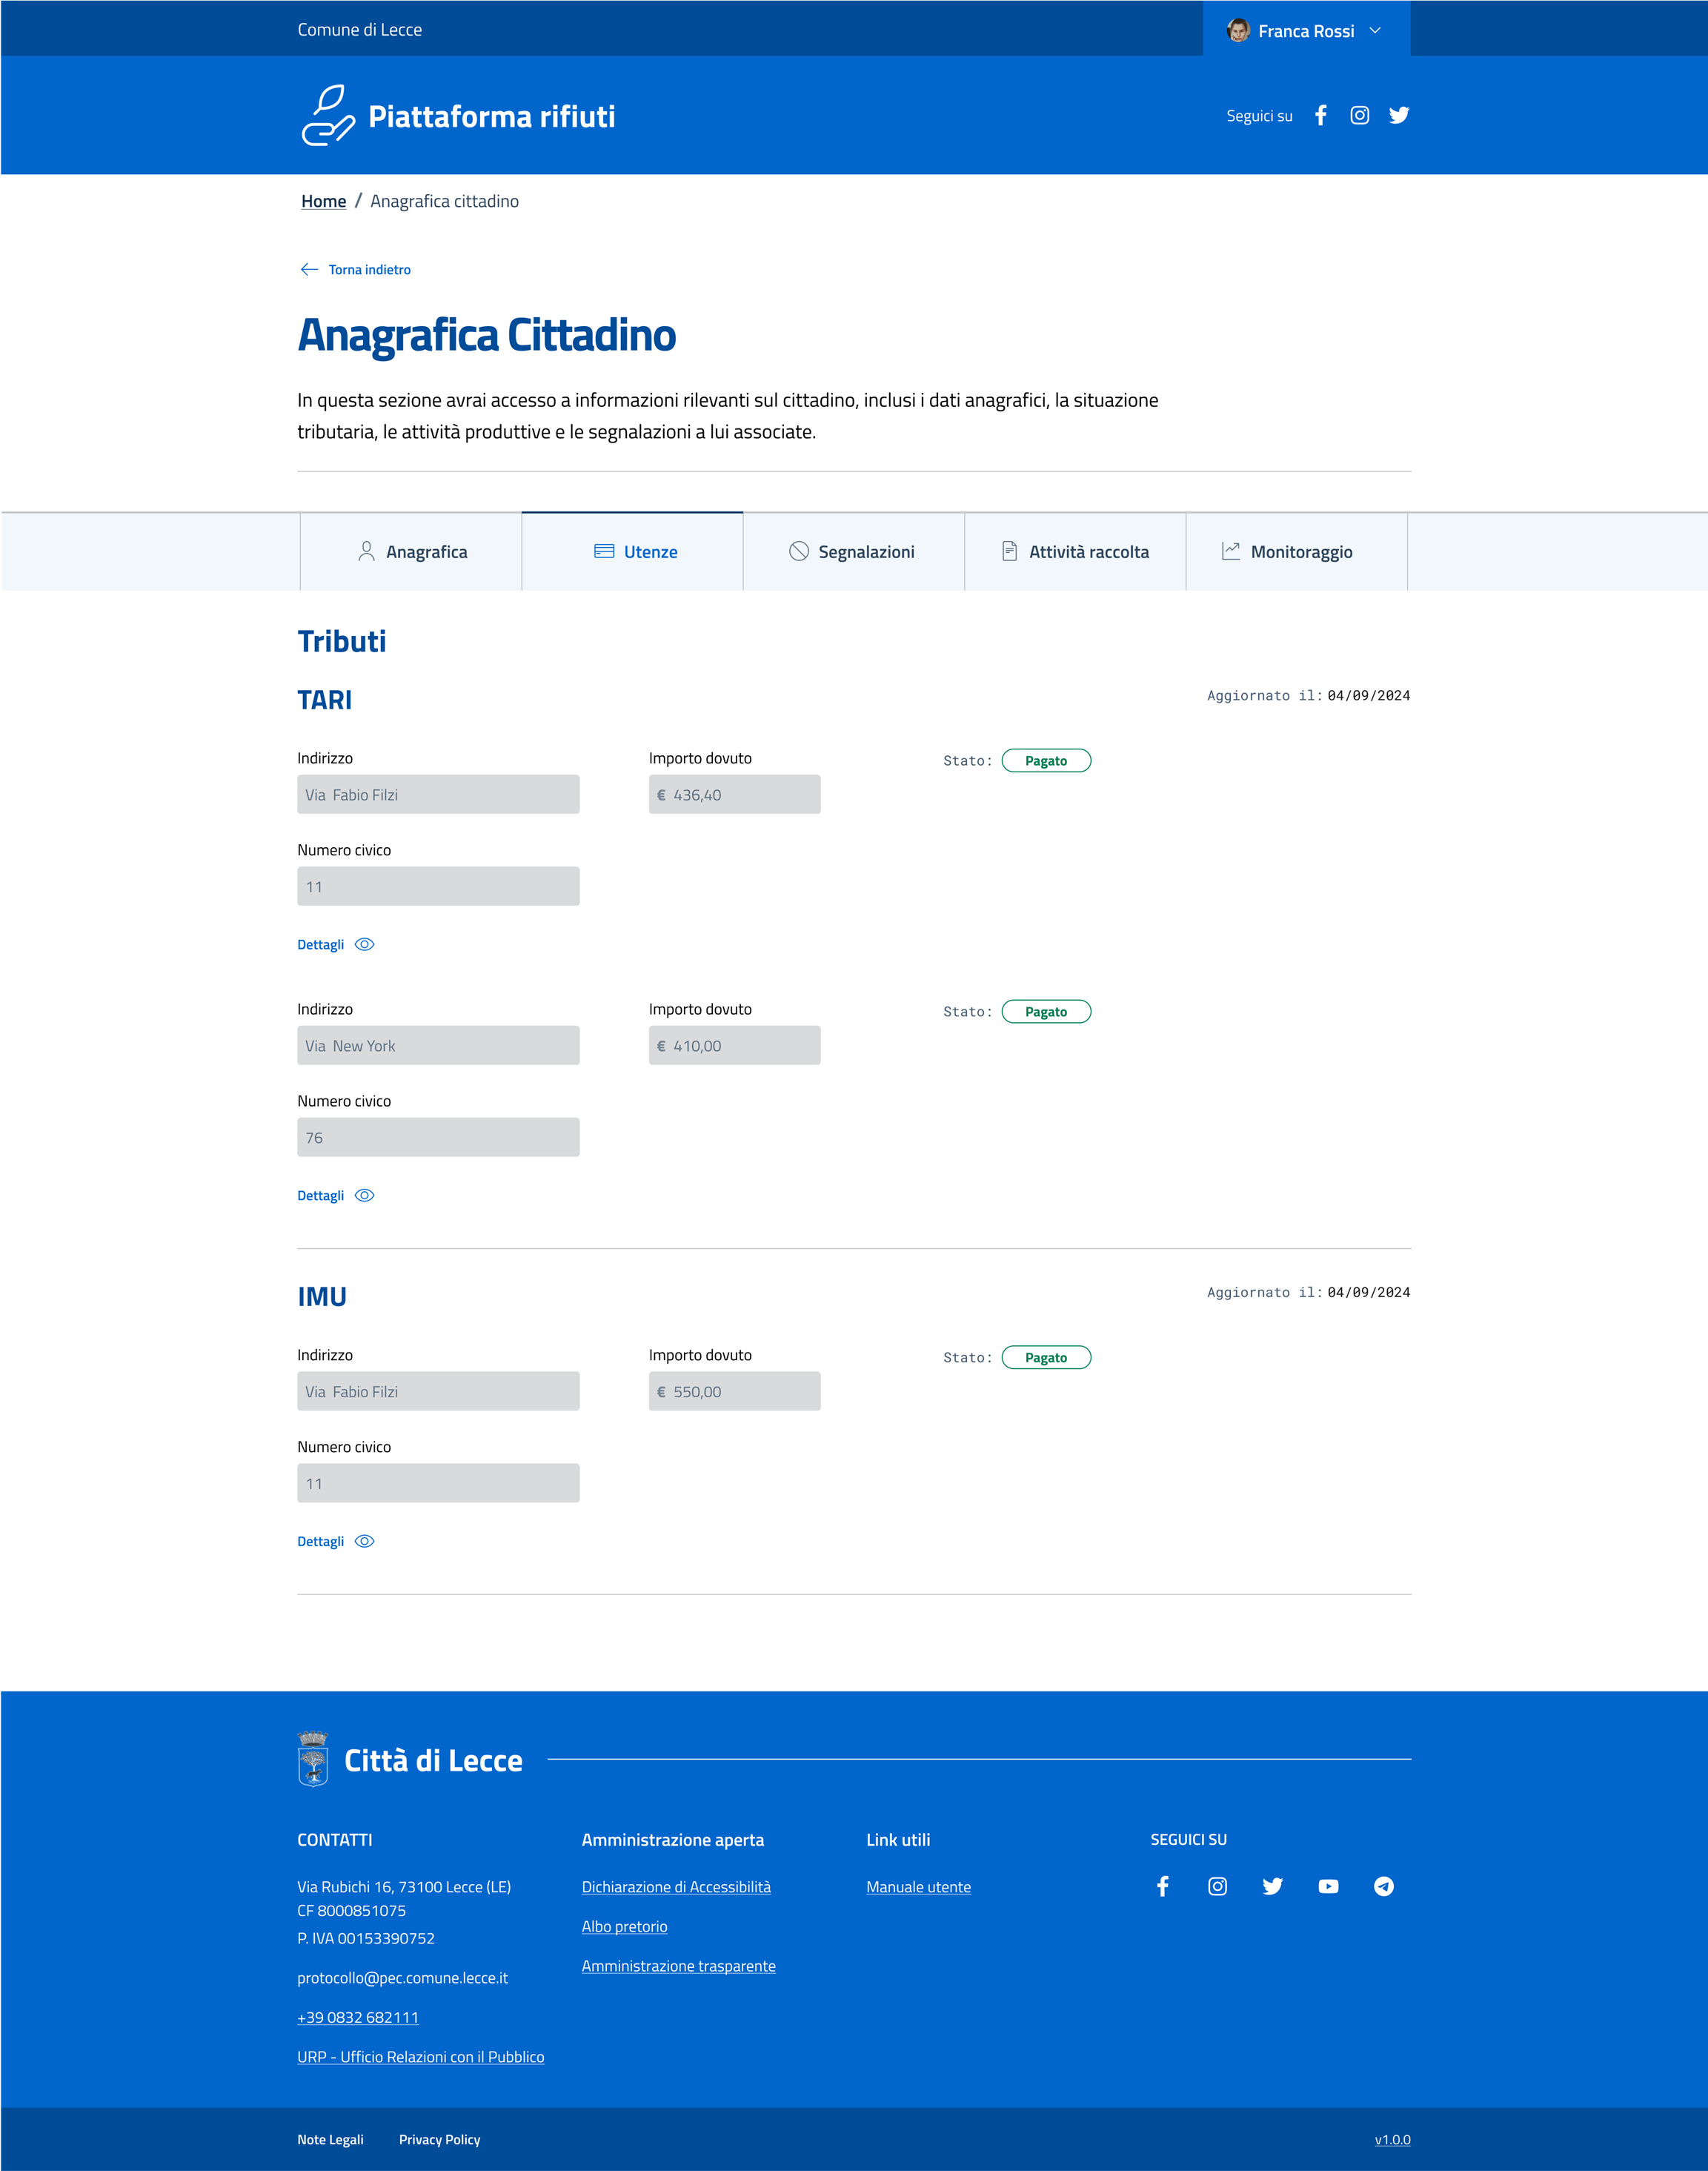 Comune di Lecce
Franca Rossi
Piattaforma rifiuti
Seguici su
Home / Anagrafica cittadino
Torna indietro
Anagrafica Cittadino
In questa sezione avrai accesso a informazioni rilevanti sul cittadino, inclusi i dati anagrafici, la situazione
tributaria, le attività produttive e le segnalazioni a lui associate.
Anagrafica
Utenze
Segnalazioni
Attività raccolta
Monitoraggio
Tributi
TARI
Aggiornato il: 04/09/2024
Indirizzo
Importo dovuto
Stato: Pagato
Via Fabio Filzi
€ 436,40
Numero civico
11
Dettagli
Indirizzo
Importo dovuto
Stato: Pagato
Via New York
€ 410,00
Numero civico
76
Dettagli
IMU
Aggiornato il: 04/09/2024
Indirizzo
Importo dovuto
Stato: Pagato
Via Fabio Filzi
€ 550,00
Numero civico
11
Dettagli
Città di Lecce
CONTATTI
Via Rubichi 16, 73100 Lecce (LE)
CF 8000851075
P. IVA 00153390752
protocollo@pec.comune.lecce.it
+39 0832 682111
URP - Ufficio Relazioni con il Pubblico
Amministrazione aperta
Dichiarazione di Accessibilità
Albo pretorio
Amministrazione trasparente
Link utili
Manuale utente
SEGUICI SU
Note Legali
Privacy Policy
v1.0.0